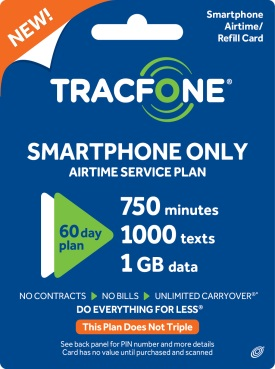 NEW!
Smartphone
Airtime/
Refill Card
TRACFONE®
SMARTPHONE ONLY
AIRTIME SERVICE PLAN
60 day
plan
750 minutes
1000 texts
1 GB data
NO CONTRACTS ▶ NO BILLS ▶ UNLIMITED CARRYOVER®*
DO EVERYTHING FOR LESS®
This Plan Does Not Triple
See back panel for PIN number and more details
Card has no value until purchased and scanned